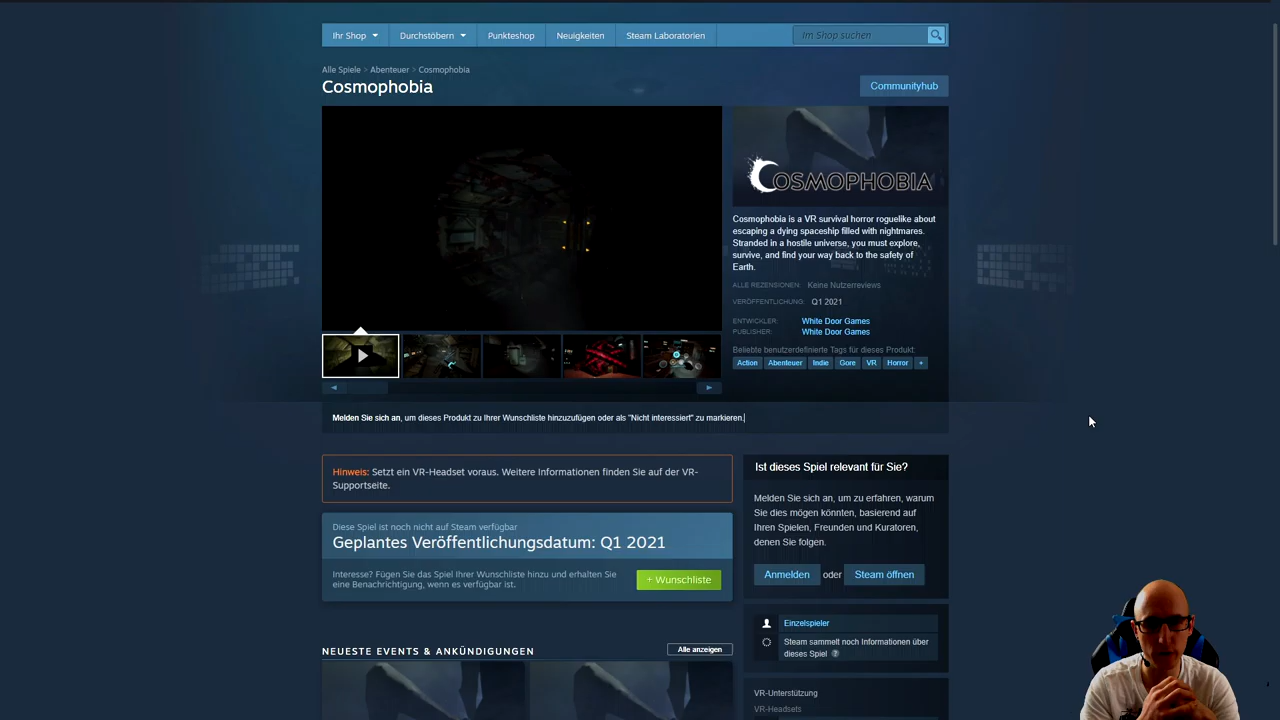 Ihr Shop
Durchstöbern
Punkteshop
Neuigkeiten
Steam Laboratorien
Im Shop suchen
Alle Spiele > Abenteuer > Cosmophobia
Cosmophobia
Communityhub
COSMOPHOBIA
Cosmophobia is a VR survival horror roguelike about
escaping a dying spaceship filled with nightmares.
Stranded in a hostile universe, you must explore,
survive, and find your way back to the safety of
Earth.
ALLE REZENSIONEN: Keine Nutzerreviews
VERÖFFENTLICHUNG: Q1 2021
ENTWICKLER: White Door Games
PUBLISHER: White Door Games
Beliebte benutzerdefinierte Tags für dieses Produkt:
Action Abenteuer Indie Gore VR Horror +
Melden Sie sich an, um dieses Produkt zu Ihrer Wunschliste hinzuzufügen oder als "Nicht interessiert" zu markieren.
Hinweis: Setzt ein VR-Headset voraus. Weitere Informationen finden Sie auf der VR-
Supportseite.
Diese Spiel ist noch nicht auf Steam verfügbar
Geplantes Veröffentlichungsdatum: Q1 2021
Interesse? Fügen Sie das Spiel Ihrer Wunschliste hinzu und erhalten Sie
eine Benachrichtigung, wenn es verfügbar ist.
+ Wunschliste
NEUESTE EVENTS & ANKÜNDIGUNGEN
Alle anzeigen
Ist dieses Spiel relevant für Sie?
Melden Sie sich an, um zu erfahren, warum
Sie dies mögen könnten, basierend auf
Ihren Spielen, Freunden und Kuratoren,
denen Sie folgen.
Anmelden oder Steam öffnen
Einzelspieler
Steam sammelt noch Informationen über
dieses Spiel ?
VR-Unterstützung
VR-Headsets